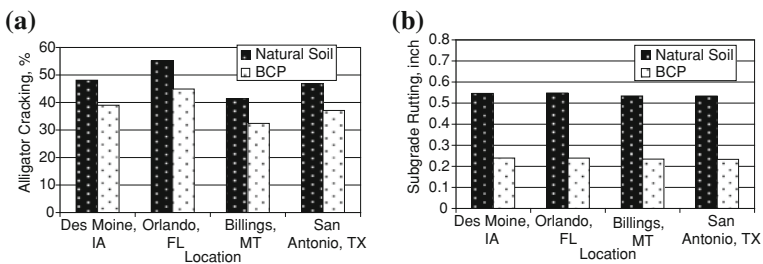 (a)
Alligator Cracking, %
60
50
40
30
20
10
0
Natural Soil
BCP
Des Moine, IA
Orlando, FL
Billings, MT
San Antonio, TX
Location
(b)
Subgrade Rutting, inch
0.8
0.7
0.6
0.5
0.4
0.3
0.2
0.1
0
Natural Soil
BCP
Des Moine, IA
Orlando, FL
Billings, MT
San Antonio, TX
Location